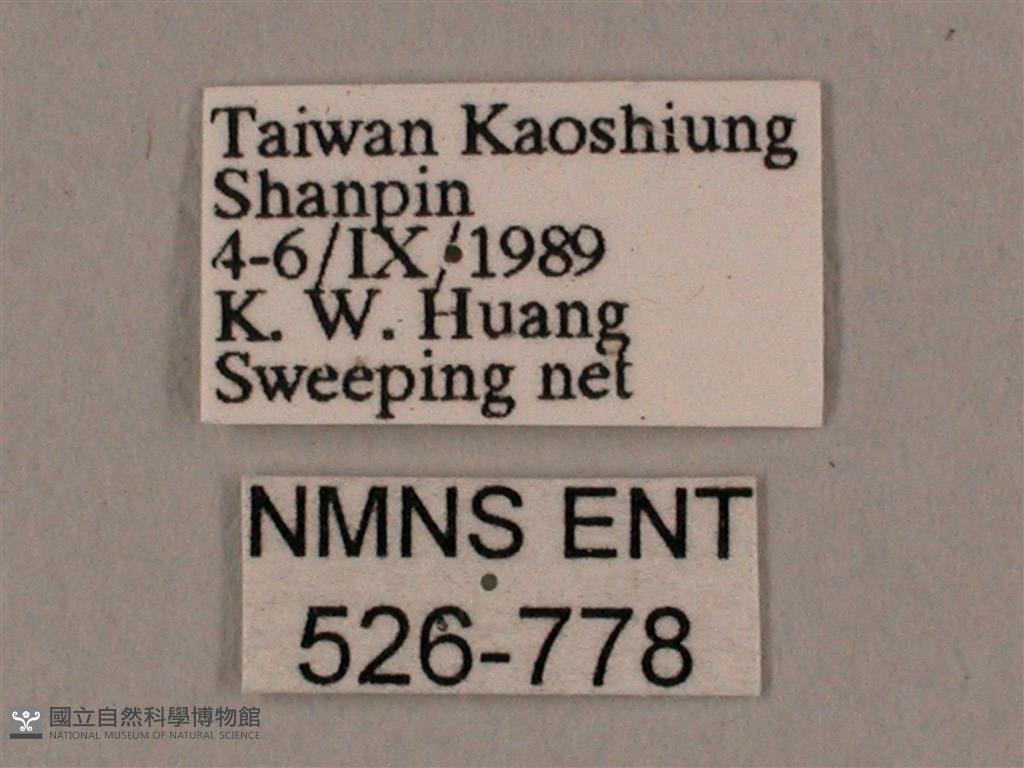 Taiwan Kaoshiung
Shanpin
4-6/IX/1989
K. W. Huang
Sweeping net
NMNS ENT
526-778
國立自然科學博物館
NATIONAL MUSEUM OF NATURAL SCIENCE